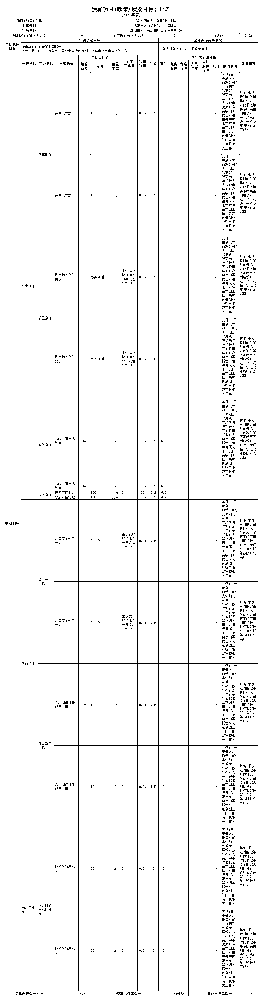 预算项目(政策)绩效目标自评表
(2021年度)
项目(政策)名称 留学归国博士创新创业补贴
主管部门 沈阳市人力资源和社会保障局-
实施单位 沈阳市人力资源和社会保障局本级-
项目预算金额（万元） 0 全年执行数（万元） 0 执行率 0.0%
年度总体
目标
年初设定目标 全年实际完成情况
评审奖励10名留学归国博士。
组织开展沈阳市支持留学归国博士来沈创新创业补贴申报及审核相关工作。
更新人才新政3.0，此项政策删除
绩效指标
一级指标 二级指标 三级指标
年度目标值
运算
符号
内容
度量
单位
全年
完成值
完成
程度
分值 得分
未完成原因分析
经费
保障
制度
保障
人员
保障
硬件
条件
保障
其他 原因说明
改进措施
产出指标
数量指标
资助人才数 >= 10 人 0 0.0% 6.2 0 √
其他:由于
更新人才
政策3.0的
具体细则
和政策，
导致未按
年初计划
完成评审
奖励10名
留学归国
博士，组
织开展沈
阳市支持
留学归国
博士来沈
创新创业
补贴申报
及审核相
关工作。
其他:根据
适时的政策
具体情况，
对此项政策
要不断完善
制度设计，
进行政策调
整，争取明
年按照计划
完成。
资助人才数 >= 10 人 0 0.0% 6.2 0 √
其他:由于
更新人才
政策3.0的
具体细则
和政策，
导致未按
年初计划
完成评审
奖励10名
留学归国
博士，组
织开展沈
阳市支持
留学归国
博士来沈
创新创业
补贴申报
及审核相
关工作。
其他:根据
适时的政策
具体情况，
对此项政策
要不断完善
制度设计，
进行政策调
整，争取明
年按照计划
完成。
质量指标
执行相关文件
要求
落实细则
未达成预
期指标且
效果较差
60%-0%
0.0% 6.2 0 √
其他:由于
更新人才
政策3.0的
具体细则
和政策，
导致未按
年初计划
完成评审
奖励10名
留学归国
博士，组
织开展沈
阳市支持
留学归国
博士来沈
创新创业
补贴申报
及审核相
关工作。
其他:根据
适时的政策
具体情况，
对此项政策
要不断完善
制度设计，
进行政策调
整，争取明
年按照计划
完成。
执行相关文件
要求
落实细则
未达成预
期指标且
效果较差
60%-0%
0.0% 6.6 0 √
其他:由于
更新人才
政策3.0的
具体细则
和政策，
导致未按
年初计划
完成评审
奖励10名
留学归国
博士，组
织开展沈
阳市支持
留学归国
博士来沈
创新创业
补贴申报
及审核相
关工作。
其他:根据
适时的政策
具体情况，
对此项政策
要不断完善
制度设计，
进行政策调
整，争取明
年按照计划
完成。
时效指标
按照时限完成
评审
<= 60 天 0 100% 6.2 6.2 √
其他:由于
更新人才
政策3.0的
具体细则
和政策，
导致未按
年初计划
完成评审
奖励10名
留学归国
博士，组
织开展沈
阳市支持
留学归国
博士来沈
创新创业
补贴申报
及审核相
关工作。
其他:根据
适时的政策
具体情况，
对此项政策
要不断完善
制度设计，
进行政策调
整，争取明
年按照计划
完成。
按照时限完成
评审
<= 60 天 0 100% 6.2 6.2
成本指标
总成本控制数 <= 150 万元 0 100% 6.2 6.2
总成本控制数 <= 150 万元 0 100% 6.2 6.2
效益指标
经济效益
指标
发挥资金使用
效益
最大化
未达成预
期指标且
效果较差
60%-0%
0.0% 7.5 0 √
其他:由于
更新人才
政策3.0的
具体细则
和政策，
导致未按
年初计划
完成评审
奖励10名
留学归国
博士，组
织开展沈
阳市支持
留学归国
博士来沈
创新创业
补贴申报
及审核相
关工作。
其他:根据
适时的政策
具体情况，
对此项政策
要不断完善
制度设计，
进行政策调
整，争取明
年按照计划
完成。
发挥资金使用
效益
最大化
未达成预
期指标且
效果较差
60%-0%
0.0% 7.5 0 √
其他:由于
更新人才
政策3.0的
具体细则
和政策，
导致未按
年初计划
完成评审
奖励10名
留学归国
博士，组
织开展沈
阳市支持
留学归国
博士来沈
创新创业
补贴申报
及审核相
关工作。
其他:根据
适时的政策
具体情况，
对此项政策
要不断完善
制度设计，
进行政策调
整，争取明
年按照计划
完成。
社会效益
指标
人才创造科研
成果数量
>= 10 个 0 0.0% 7.5 0 √
其他:由于
更新人才
政策3.0的
具体细则
和政策，
导致未按
年初计划
完成评审
奖励10名
留学归国
博士，组
织开展沈
阳市支持
留学归国
博士来沈
创新创业
补贴申报
及审核相
关工作。
其他:根据
适时的政策
具体情况，
对此项政策
要不断完善
制度设计，
进行政策调
整，争取明
年按照计划
完成。
人才创造科研
成果数量
>= 10 个 0 0.0% 7.5 0 √
其他:由于
更新人才
政策3.0的
具体细则
和政策，
导致未按
年初计划
完成评审
奖励10名
留学归国
博士，组
织开展沈
阳市支持
留学归国
博士来沈
创新创业
补贴申报
及审核相
关工作。
其他:根据
适时的政策
具体情况，
对此项政策
要不断完善
制度设计，
进行政策调
整，争取明
年按照计划
完成。
满意度指
标
服务对象
满意度指
标
服务对象满意
率
>= 95 % 0 0.0% 5 0 √
其他:由于
更新人才
政策3.0的
具体细则
和政策，
导致未按
年初计划
完成评审
奖励10名
留学归国
博士，组
织开展沈
阳市支持
留学归国
博士来沈
创新创业
补贴申报
及审核相
关工作。
其他:根据
适时的政策
具体情况，
对此项政策
要不断完善
制度设计，
进行政策调
整，争取明
年按照计划
完成。
服务对象满意
率
>= 95 % 0 0.0% 5 0 √
其他:由于
更新人才
政策3.0的
具体细则
和政策，
导致未按
年初计划
完成评审
奖励10名
留学归国
博士，组
织开展沈
阳市支持
留学归国
博士来沈
创新创业
补贴申报
及审核相
关工作。
其他:根据
适时的政策
具体情况，
对此项政策
要不断完善
制度设计，
进行政策调
整，争取明
年按照计划
完成。
指标自评得分小计 24.8 预算执行率得分 0 减分项 0 绩效自评总得分 24.8